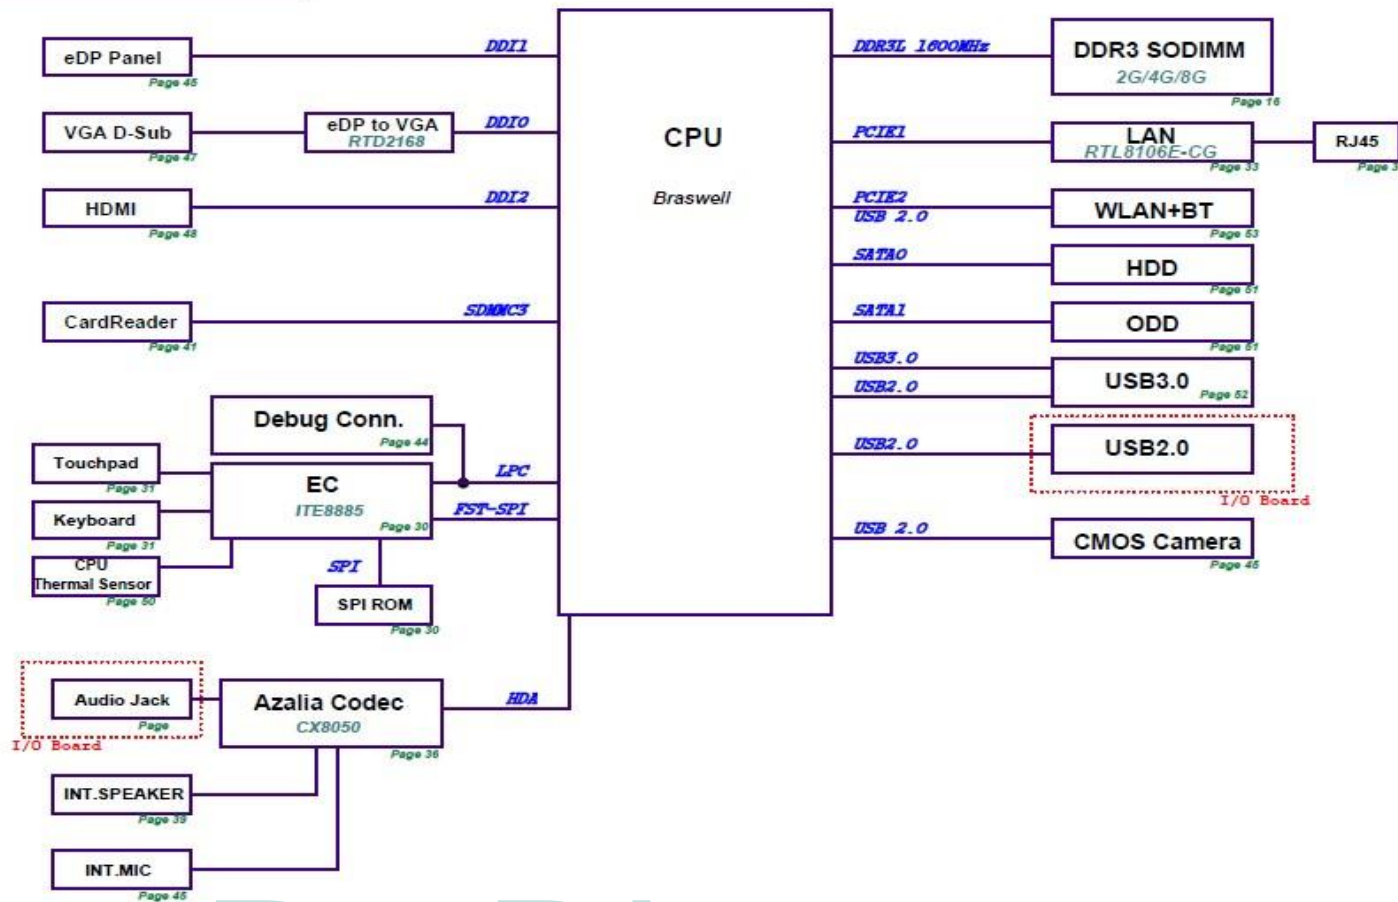 eDP Panel
Page 45
DDI1
VGA D-Sub
Page 47
eDP to VGA
RTD2168
DDI0
HDMI
Page 48
DDI2
CardReader
Page 41
SDMMC3
Debug Conn.
Page 44
Touchpad
Page 31
EC
ITE8885
Page 30
LPC
FST-SPI
Keyboard
Page 31
CPU
Thermal Sensor
Page 50
SPI
SPI ROM
Page 30
Audio Jack
Page
I/O Board
Azalia Codec
CX8050
Page 36
HDA
INT.SPEAKER
Page 39
INT.MIC
Page 45
CPU
Braswell
DDR3L 1600MHz
DDR3 SODIMM
2G/4G/8G
Page 16
PCIE1
LAN
RTL8106E-CG
Page 33
RJ45
Page 3
PCIE2
USB 2.0
WLAN+BT
Page 53
SATA0
HDD
Page 51
SATA1
ODD
Page 51
USB3.0
USB2.0
USB3.0
Page 52
USB2.0
USB2.0
I/O Board
USB 2.0
CMOS Camera
Page 45